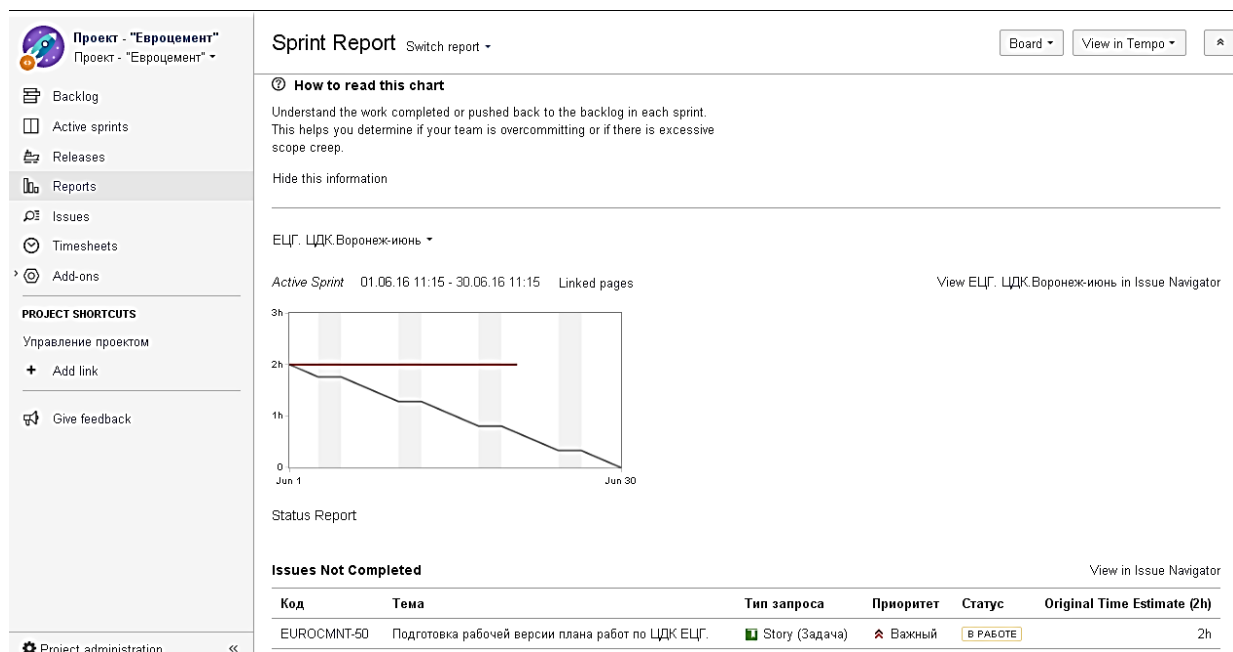 Проект - "Евроцемент"
Проект - "Евроцемент"
Backlog
Active sprints
Releases
Reports
Issues
Timesheets
Add-ons
PROJECT SHORTCUTS
Управление проектом
+ Add link
Give feedback
Project administration «
Sprint Report Switch report
Board View in Tempo
How to read this chart
Understand the work completed or pushed back to the backlog in each sprint.
This helps you determine if your team is overcommitting or if there is excessive
scope creep.
Hide this information
ЕЦГ. ЦДК.Воронеж-июнь
Active Sprint 01.06.16 11:15 - 30.06.16 11:15 Linked pages View ЕЦГ. ЦДК.Воронеж-июнь in Issue Navigator
3h
2h
1h
0
Jun 1 Jun 30
Status Report
Issues Not Completed View in Issue Navigator
Код Тема Тип запроса Приоритет Статус Original Time Estimate (2h)
EUROCMNT-50 Подготовка рабочей версии плана работ по ЦДК ЕЦГ. Story (Задача) Важный В РАБОТЕ 2h